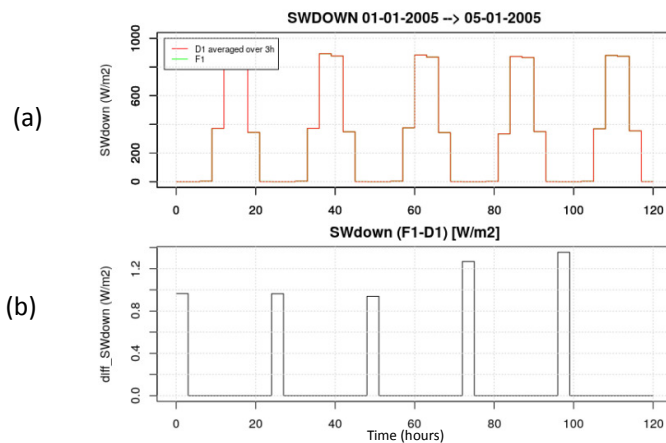 SWDOWN 01-01-2005 --> 05-01-2005
(a)
SWdown (W/m2)
1000
600
200
0
D1 averaged over 3h
F1
0 20 40 60 80 100 120
SWdown (F1-D1) [W/m2]
(b)
diff_SWdown (W/m2)
1.2
0.8
0.4
0.0
0 20 40 60 80 100 120
Time (hours)